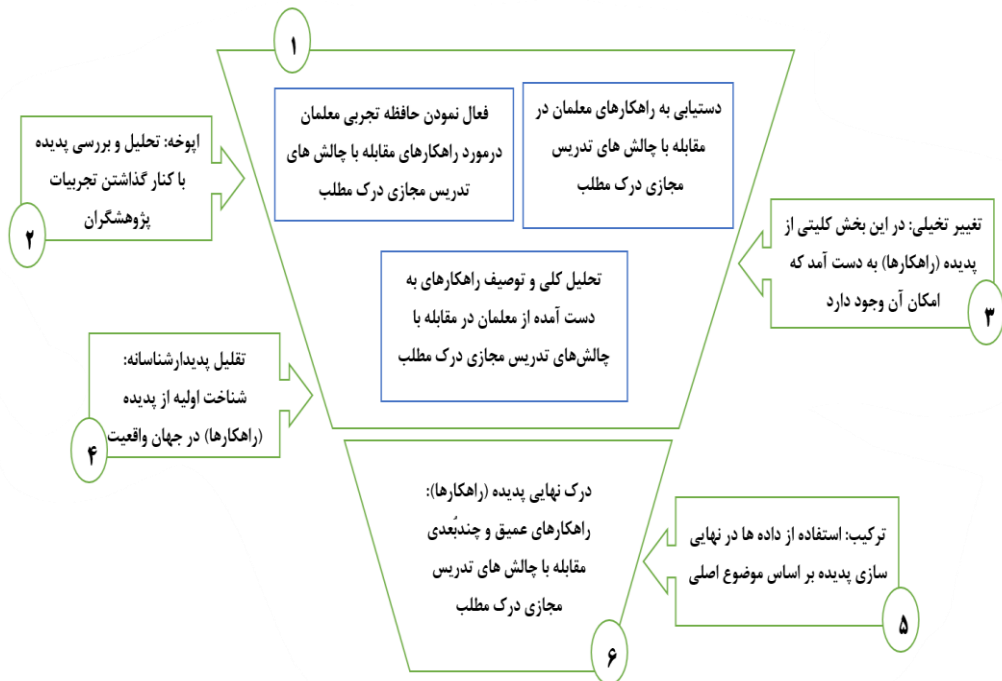 ۱
دستیابی به راهکارهای معلمان در
مقابله با چالش های تدریس
مجازی درک مطلب
فعال نمودن حافظه تجربی معلمان
درمورد راهکارهای مقابله با چالش های
تدریس مجازی درک مطلب
تحلیل کلی و توصیف راهکارهای به
دست آمده از معلمان در مقابله با
چالش‌های تدریس مجازی درک مطلب
اپوخه: تحلیل و بررسی پدیده
با کنار گذاشتن تجربیات
پژوهشگران
۲
تغییر تخیلی: در این بخش کلیتی از
پدیده (راهکارها) به دست آمد که
امکان آن وجود دارد
۳
تقلیل پدیدارشناسانه:
شناخت اولیه از پدیده
(راهکارها) در جهان واقعیت
۴
ترکیب: استفاده از داده ها در نهایی
سازی پدیده بر اساس موضوع اصلی
۵
درک نهایی پدیده (راهکارها):
راهکارهای عمیق و چندبُعدی
مقابله با چالش های تدریس
مجازی درک مطلب
۶